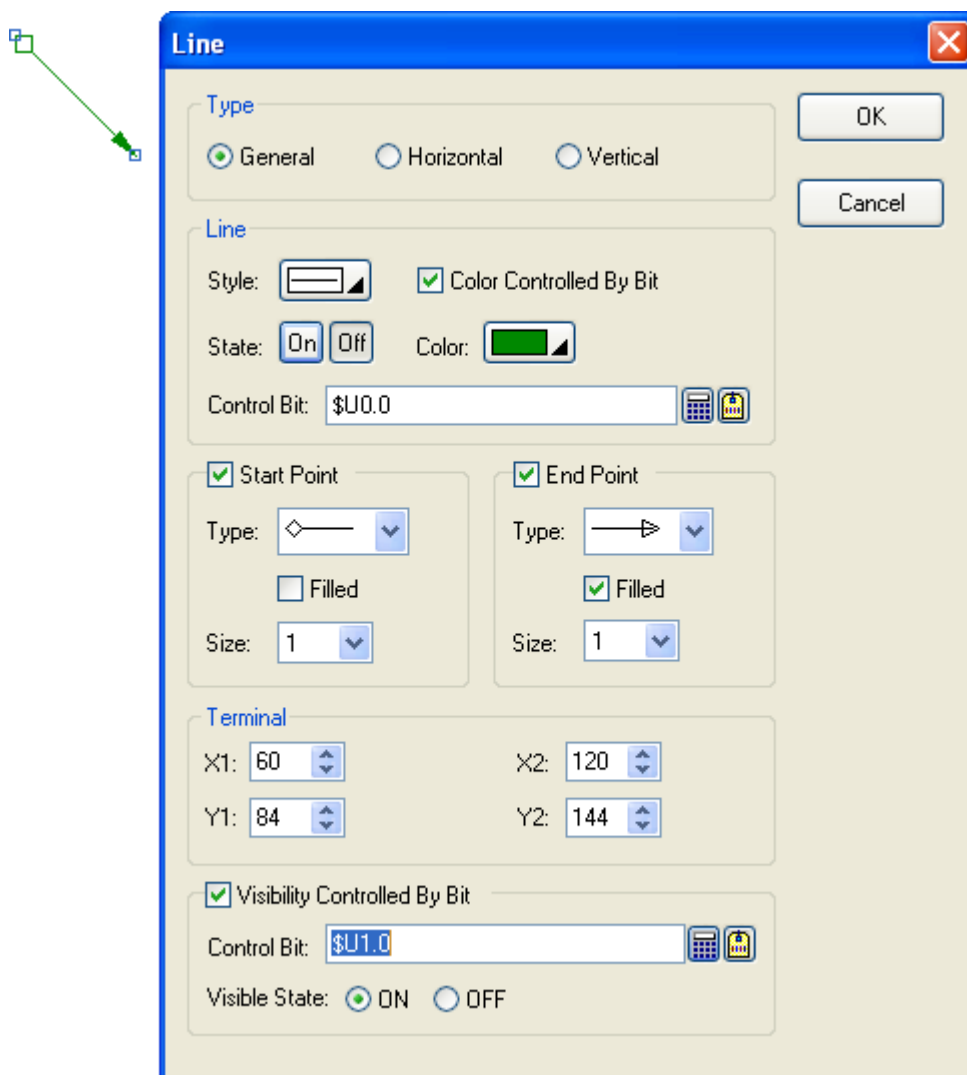 Line
Type
OK
General Horizontal Vertical
Cancel
Line
Style: Color Controlled By Bit
State: On Off Color:
Control Bit: $U0.0
Start Point End Point
Type: Type:
Filled Filled
Size: 1 Size: 1
Terminal
X1: 60 X2: 120
Y1: 84 Y2: 144
Visibility Controlled By Bit
Control Bit: $U1.0
Visible State: ON OFF